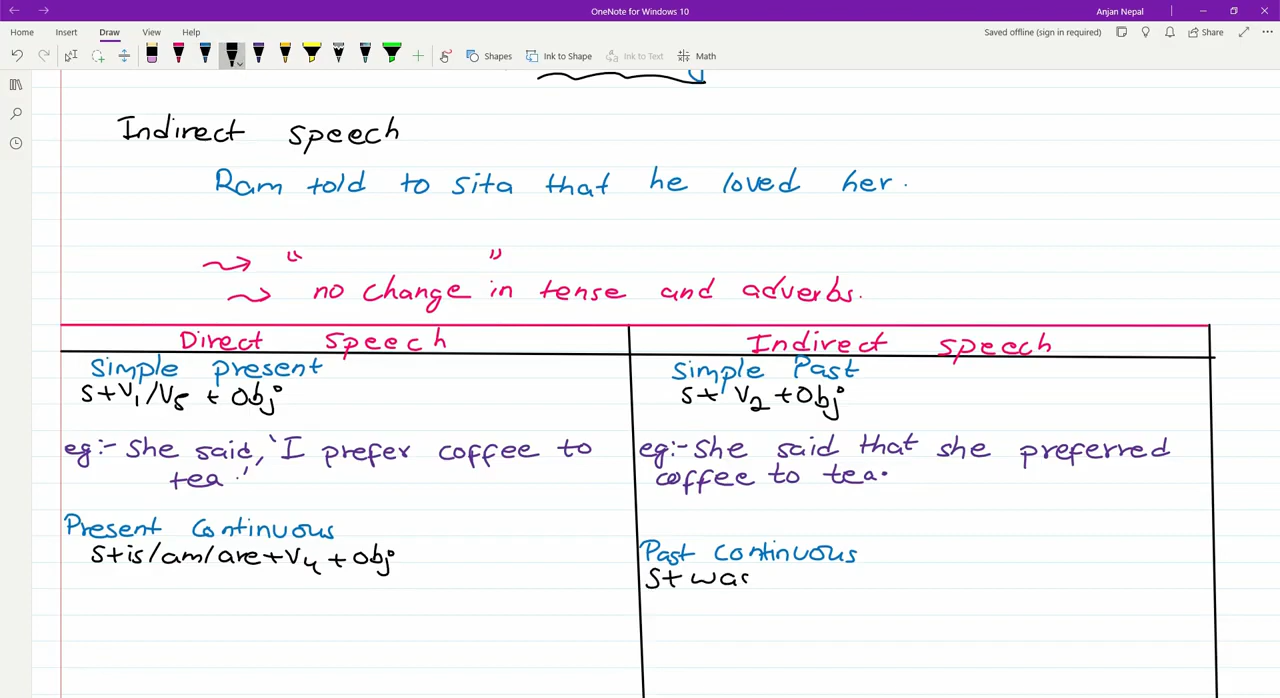 OneNote for Windows 10
Anjan Nepal
Home Insert Draw View Help
Saved offline (sign in required) Share
Shapes Ink to Shape Ink to Text Math
Indirect speech
Ram told to sita that he loved her.
" "
no change in tense and adverbs.
Direct speech Indirect speech
Simple present
S+V1/V5 + Obj
Simple Past
S+ V2 +Obj
eg:- She said, 'I prefer coffee to
tea.'
eg:- She said that she preferred
coffee to tea.
Present Continuous
S+is/am/are+V4 + Obj
Past continuous
S+ was